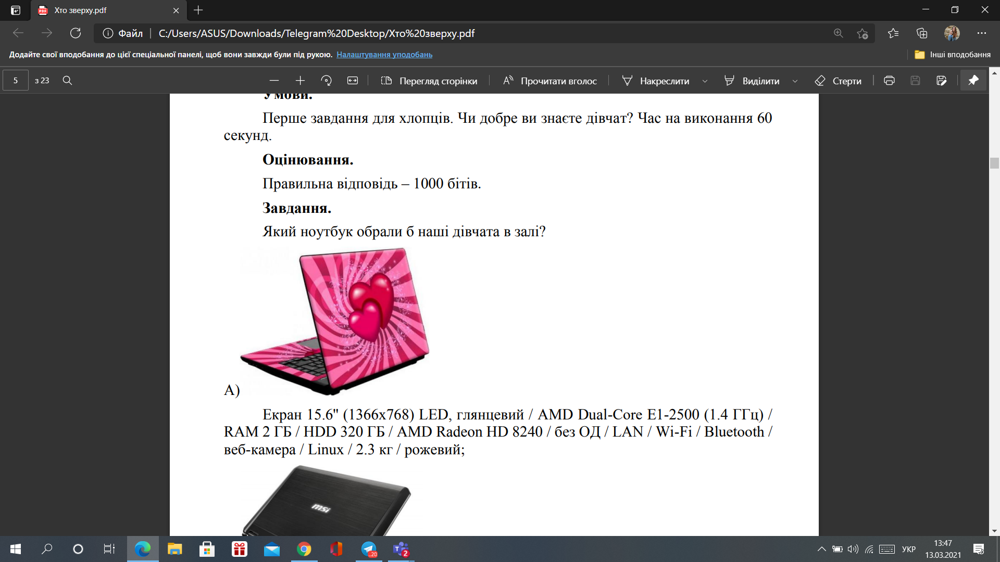 Хто зверху.pdf
Файл
C:/Users/ASUS/Downloads/Telegram%20Desktop/Хто%20зверху.pdf
Додайте свої вподобання до цієї спеціальної панелі, щоб вони завжди були під рукою. Налаштування уподобань
Інші вподобання
5 з 23
Перегляд сторінки
Прочитати вголос
Накреслити
Виділити
Стерти
Умови.
Перше завдання для хлопців. Чи добре ви знаєте дівчат? Час на виконання 60
секунд.
Оцінювання.
Правильна відповідь – 1000 бітів.
Завдання.
Який ноутбук обрали б наші дівчата в залі?
А)
Екран 15.6" (1366x768) LED, глянцевий / AMD Dual-Core E1-2500 (1.4 ГГц) /
RAM 2 ГБ / HDD 320 ГБ / AMD Radeon HD 8240 / без ОД / LAN / Wi-Fi / Bluetooth /
веб-камера / Linux / 2.3 кг / рожевий;
msi
..20
2
УКР
13:47
13.03.2021